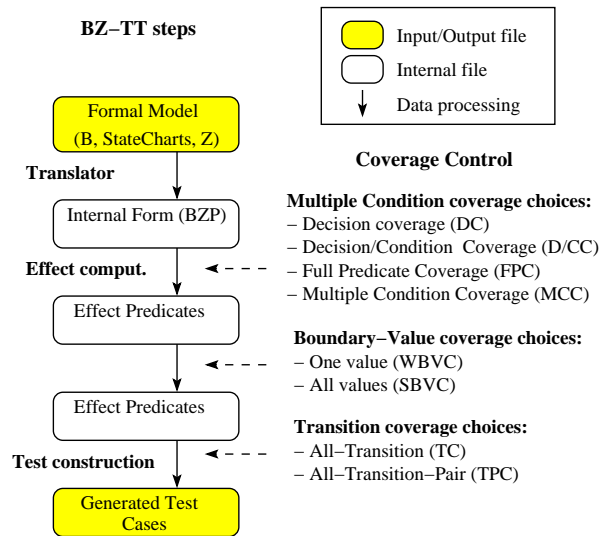 BZ−TT steps
Input/Output file
Internal file
Data processing
Formal Model
(B, StateCharts, Z)
Translator
Internal Form (BZP)
Effect comput.
Effect Predicates
Effect Predicates
Test construction
Generated Test
Cases
Coverage Control
Multiple Condition coverage choices:
− Decision coverage (DC)
− Decision/Condition Coverage (D/CC)
− Full Predicate Coverage (FPC)
− Multiple Condition Coverage (MCC)
Boundary−Value coverage choices:
− One value (WBVC)
− All values (SBVC)
Transition coverage choices:
− All−Transition (TC)
− All−Transition−Pair (TPC)